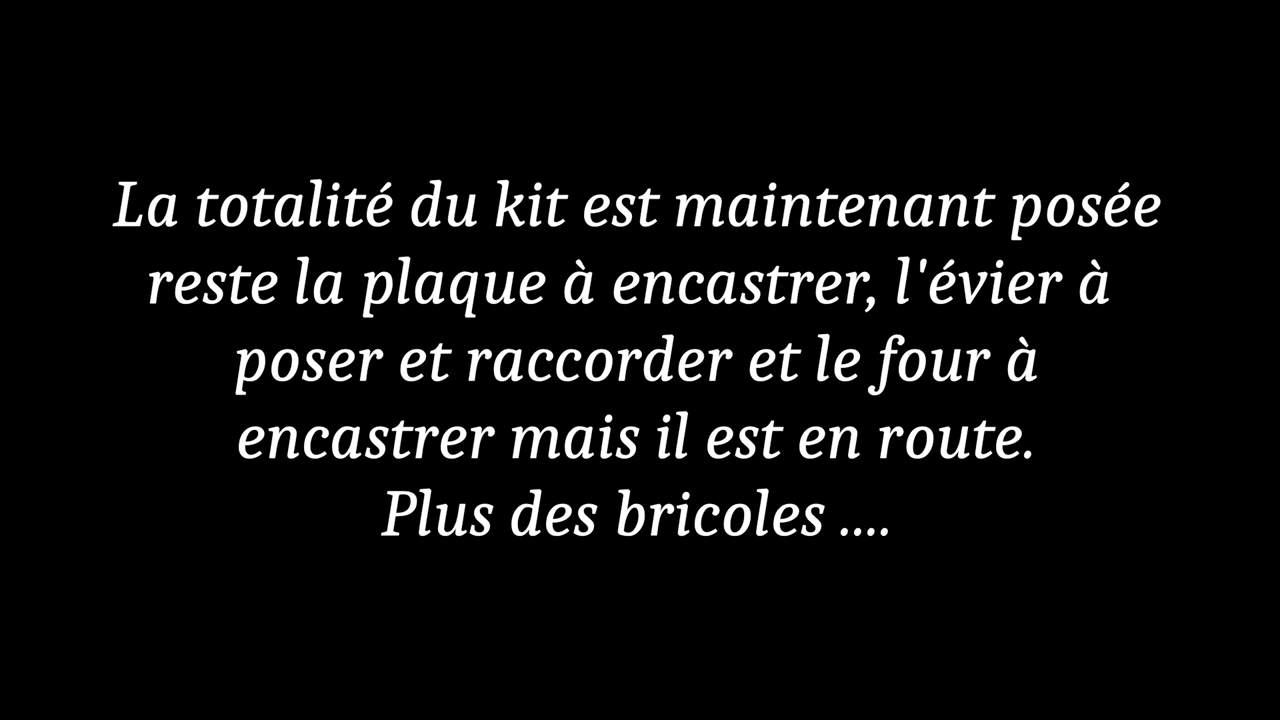 La totalité du kit est maintenant posée
reste la plaque à encastrer, l'évier à
poser et raccorder et le four à
encastrer mais il est en route.
Plus des bricoles ....